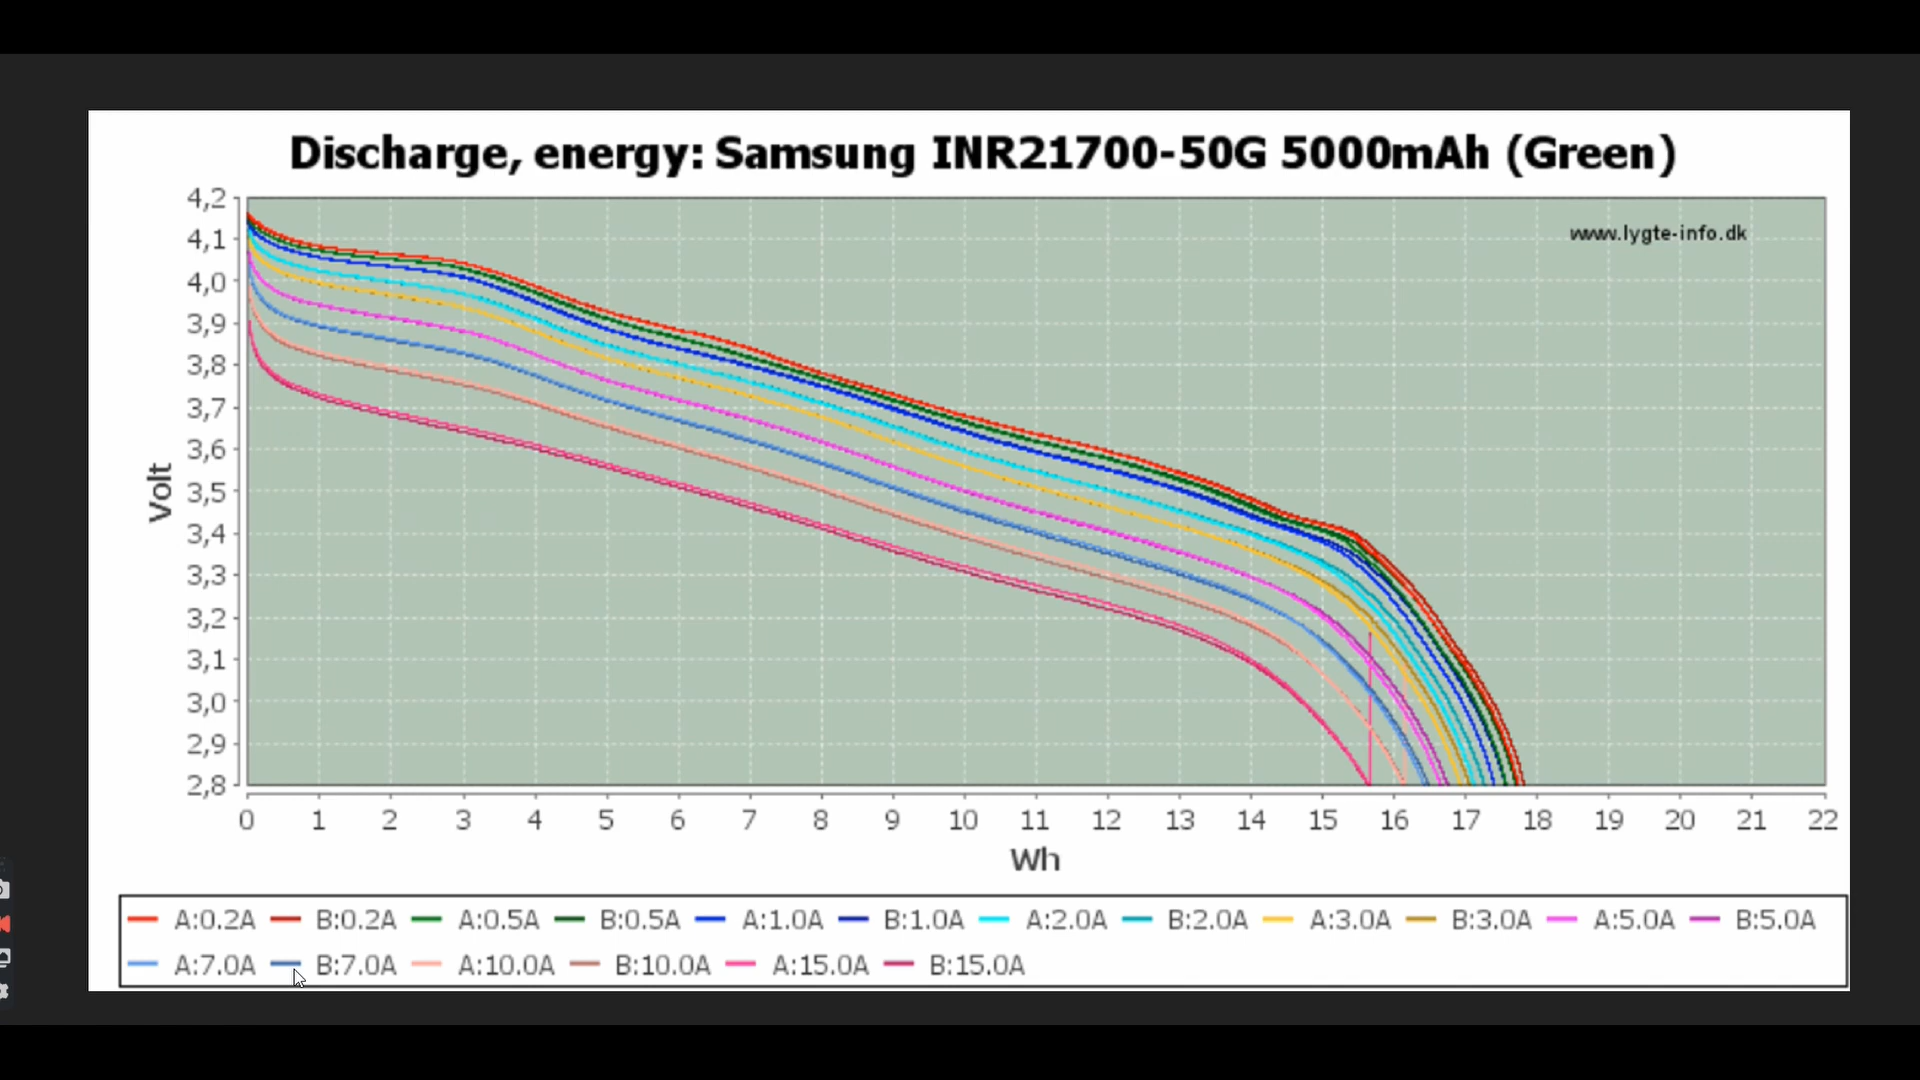 Discharge, energy: Samsung INR21700-50G 5000mAh (Green)
www.lygte-info.dk
4,2
4,1
4,0
3,9
3,8
3,7
3,6
3,5
3,4
3,3
3,2
3,1
3,0
2,9
2,8
Volt
0 1 2 3 4 5 6 7 8 9 10 11 12 13 14 15 16 17 18 19 20 21 22
Wh
A:0.2A B:0.2A A:0.5A B:0.5A A:1.0A B:1.0A A:2.0A B:2.0A A:3.0A B:3.0A A:5.0A B:5.0A
A:7.0A B:7.0A A:10.0A B:10.0A A:15.0A B:15.0A